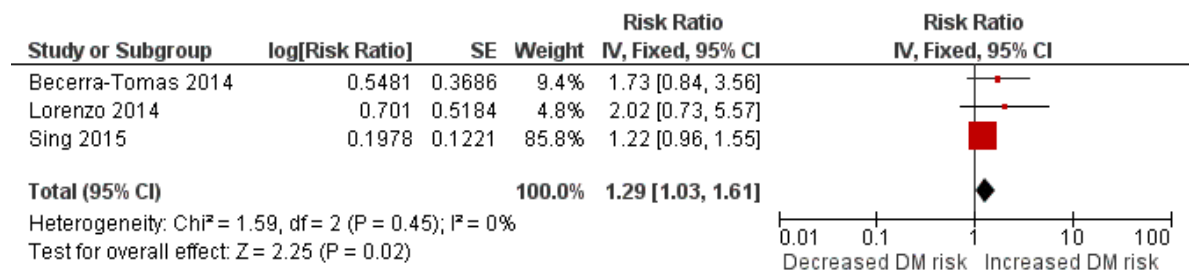 Risk Ratio Risk Ratio
Study or Subgroup log[Risk Ratio] SE Weight IV, Fixed, 95% CI IV, Fixed, 95% CI
Becerra-Tomas 2014 0.5481 0.3686 9.4% 1.73 [0.84, 3.56]
Lorenzo 2014 0.701 0.5184 4.8% 2.02 [0.73, 5.57]
Sing 2015 0.1978 0.1221 85.8% 1.22 [0.96, 1.55]
Total (95% CI) 100.0% 1.29 [1.03, 1.61]
Heterogeneity: Chi² = 1.59, df = 2 (P = 0.45); I² = 0%
Test for overall effect: Z = 2.25 (P = 0.02)
0.01 0.1 1 10 100
Decreased DM risk Increased DM risk